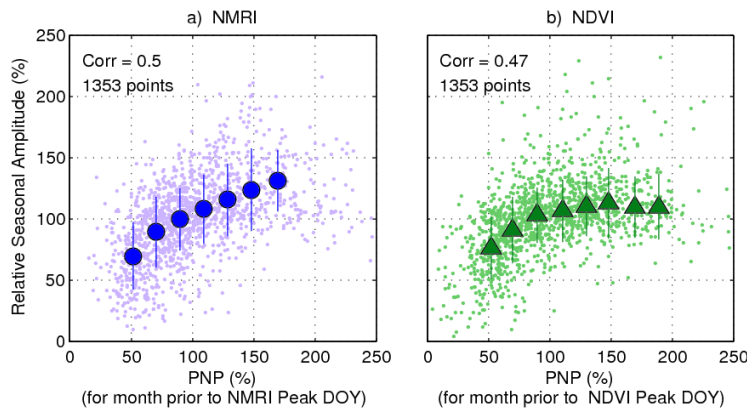 a) NMRI
b) NDVI
Relative Seasonal Amplitude (%)
250
200
150
100
50
0
Corr = 0.5
1353 points
Corr = 0.47
1353 points
0 50 100 150 200 250
0 50 100 150 200 250
PNP (%)
(for month prior to NMRI Peak DOY)
PNP (%)
(for month prior to NDVI Peak DOY)